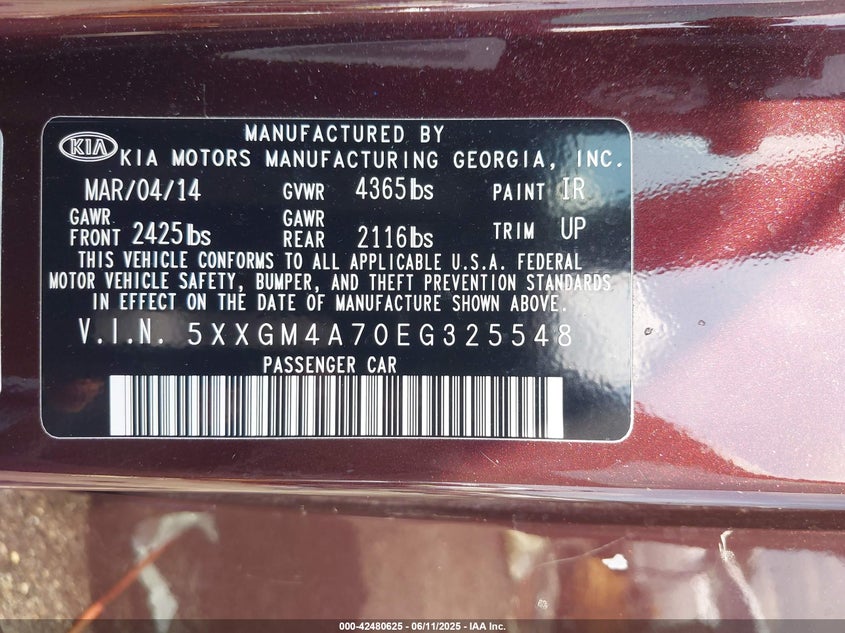 MANUFACTURED BY
KIA KIA MOTORS MANUFACTURING GEORGIA, INC.
MAR/04/14 GVWR 4365lbs PAINT IR
GAWR FRONT 2425lbs GAWR REAR 2116lbs TRIM UP
THIS VEHICLE CONFORMS TO ALL APPLICABLE U.S.A. FEDERAL
MOTOR VEHICLE SAFETY, BUMPER, AND THEFT PREVENTION STANDARDS
IN EFFECT ON THE DATE OF MANUFACTURE SHOWN ABOVE.
V.I.N. 5XXGM4A70EG325548
PASSENGER CAR
000-42480625 - 06/11/2025 - IAA Inc.